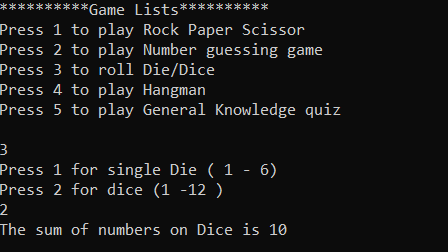 **********Game Lists**********
Press 1 to play Rock Paper Scissor
Press 2 to play Number guessing game
Press 3 to roll Die/Dice
Press 4 to play Hangman
Press 5 to play General Knowledge quiz
3
Press 1 for single Die ( 1 - 6)
Press 2 for dice (1 -12 )
2
The sum of numbers on Dice is 10